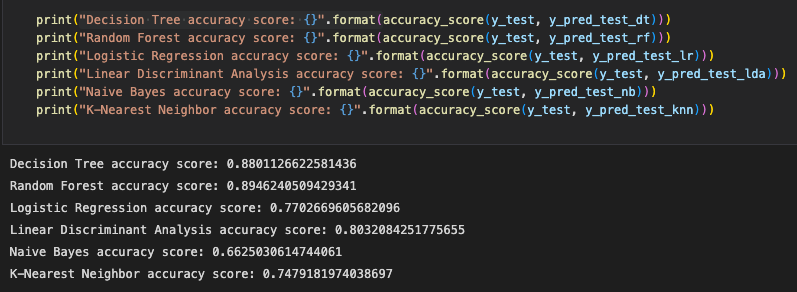 print("Decision Tree accuracy score: {}".format(accuracy_score(y_test, y_pred_test_dt)))
print("Random Forest accuracy score: {}".format(accuracy_score(y_test, y_pred_test_rf)))
print("Logistic Regression accuracy score: {}".format(accuracy_score(y_test, y_pred_test_lr)))
print("Linear Discriminant Analysis accuracy score: {}".format(accuracy_score(y_test, y_pred_test_lda)))
print("Naive Bayes accuracy score: {}".format(accuracy_score(y_test, y_pred_test_nb)))
print("K-Nearest Neighbor accuracy score: {}".format(accuracy_score(y_test, y_pred_test_knn)))
Decision Tree accuracy score: 0.8801126622581436
Random Forest accuracy score: 0.8946240509429341
Logistic Regression accuracy score: 0.7702669605682096
Linear Discriminant Analysis accuracy score: 0.8032084251775655
Naive Bayes accuracy score: 0.6625030614744061
K-Nearest Neighbor accuracy score: 0.7479181974038697